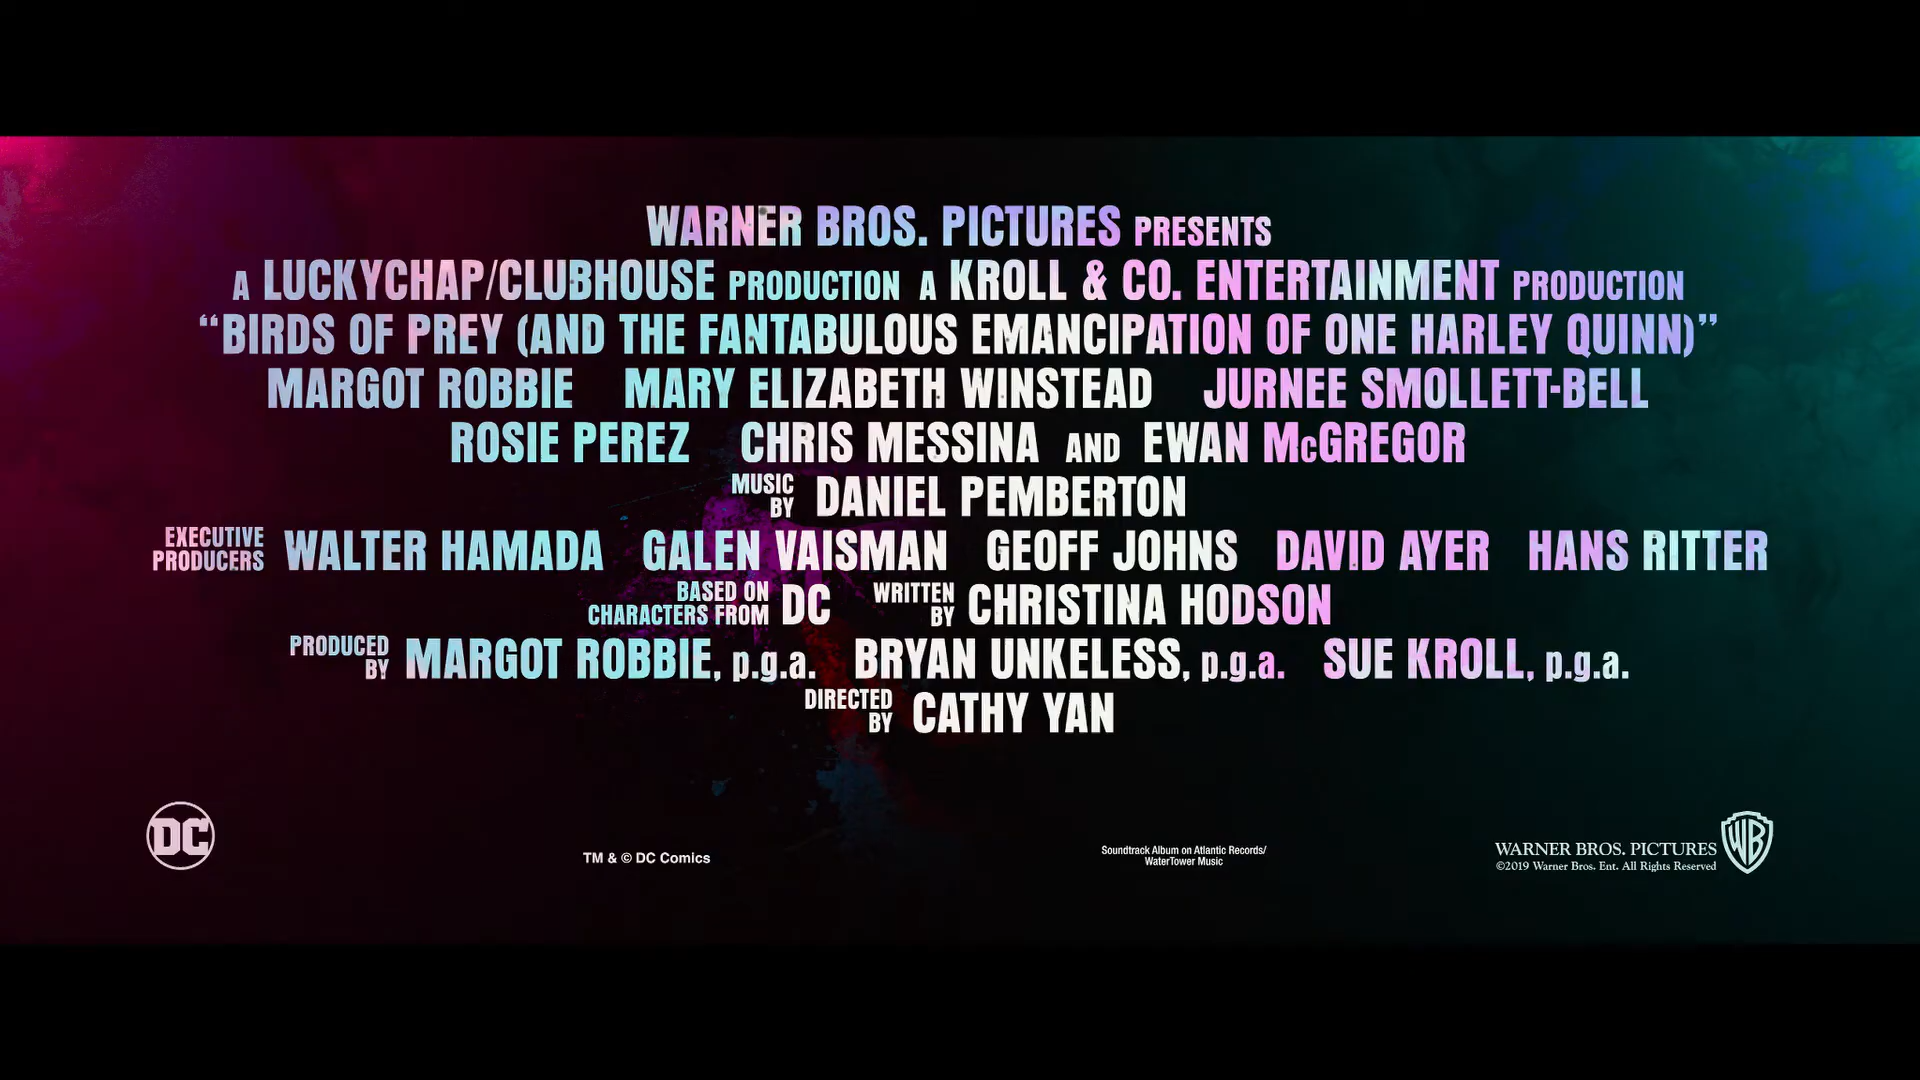 WARNER BROS. PICTURES PRESENTS
A LUCKYCHAP/CLUBHOUSE PRODUCTION A KROLL & CO. ENTERTAINMENT PRODUCTION
“BIRDS OF PREY (AND THE FANTABULOUS EMANCIPATION OF ONE HARLEY QUINN)”
MARGOT ROBBIE MARY ELIZABETH WINSTEAD JURNEE SMOLLETT-BELL
ROSIE PEREZ CHRIS MESSINA AND EWAN McGREGOR
MUSIC BY DANIEL PEMBERTON
EXECUTIVE PRODUCERS WALTER HAMADA GALEN VAISMAN GEOFF JOHNS DAVID AYER HANS RITTER
BASED ON CHARACTERS FROM DC WRITTEN BY CHRISTINA HODSON
PRODUCED BY MARGOT ROBBIE, p.g.a. BRYAN UNKELESS, p.g.a. SUE KROLL, p.g.a.
DIRECTED BY CATHY YAN
DC
TM & © DC Comics
Soundtrack Album on Atlantic Records/
WaterTower Music
WARNER BROS. PICTURES
©2019 Warner Bros. Ent. All Rights Reserved
WB